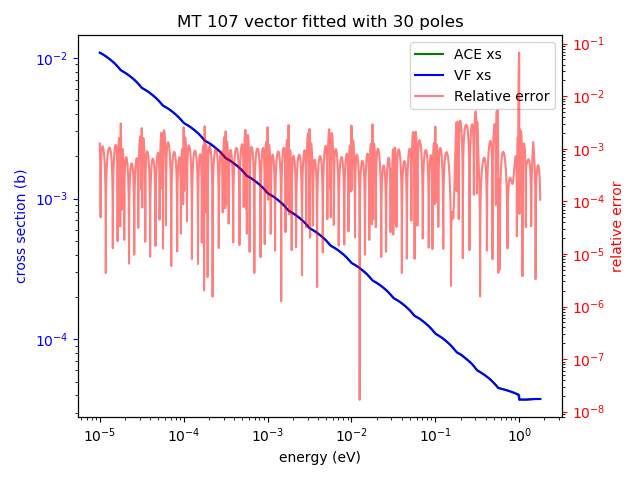 MT 107 vector fitted with 30 poles
ACE xs
VF xs
Relative error
cross section (b)
10⁻²
10⁻³
10⁻⁴
10⁻¹
10⁻²
10⁻³
10⁻⁴
10⁻⁵
10⁻⁶
10⁻⁷
10⁻⁸
relative error
10⁻⁵ 10⁻⁴ 10⁻³ 10⁻² 10⁻¹ 10⁰
energy (eV)